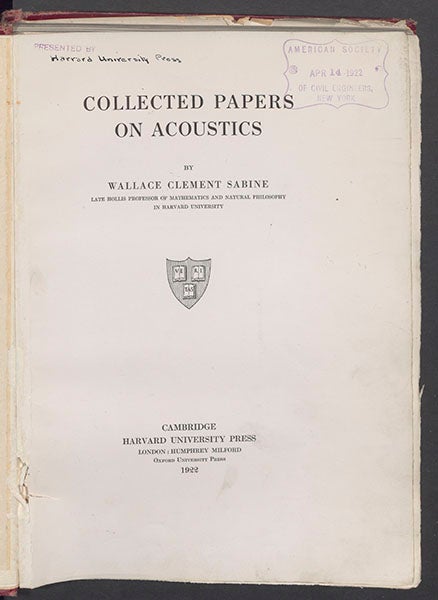 PRESENTED BY
Harvard University Press
AMERICAN SOCIETY
APR 14 1922
OF CIVIL ENGINEERS,
NEW YORK
COLLECTED PAPERS
ON ACOUSTICS
BY
WALLACE CLEMENT SABINE
LATE HOLLIS PROFESSOR OF MATHEMATICS AND NATURAL PHILOSOPHY
IN HARVARD UNIVERSITY
VE RI
TAS
CAMBRIDGE
HARVARD UNIVERSITY PRESS
LONDON: HUMPHREY MILFORD
OXFORD UNIVERSITY PRESS
1922